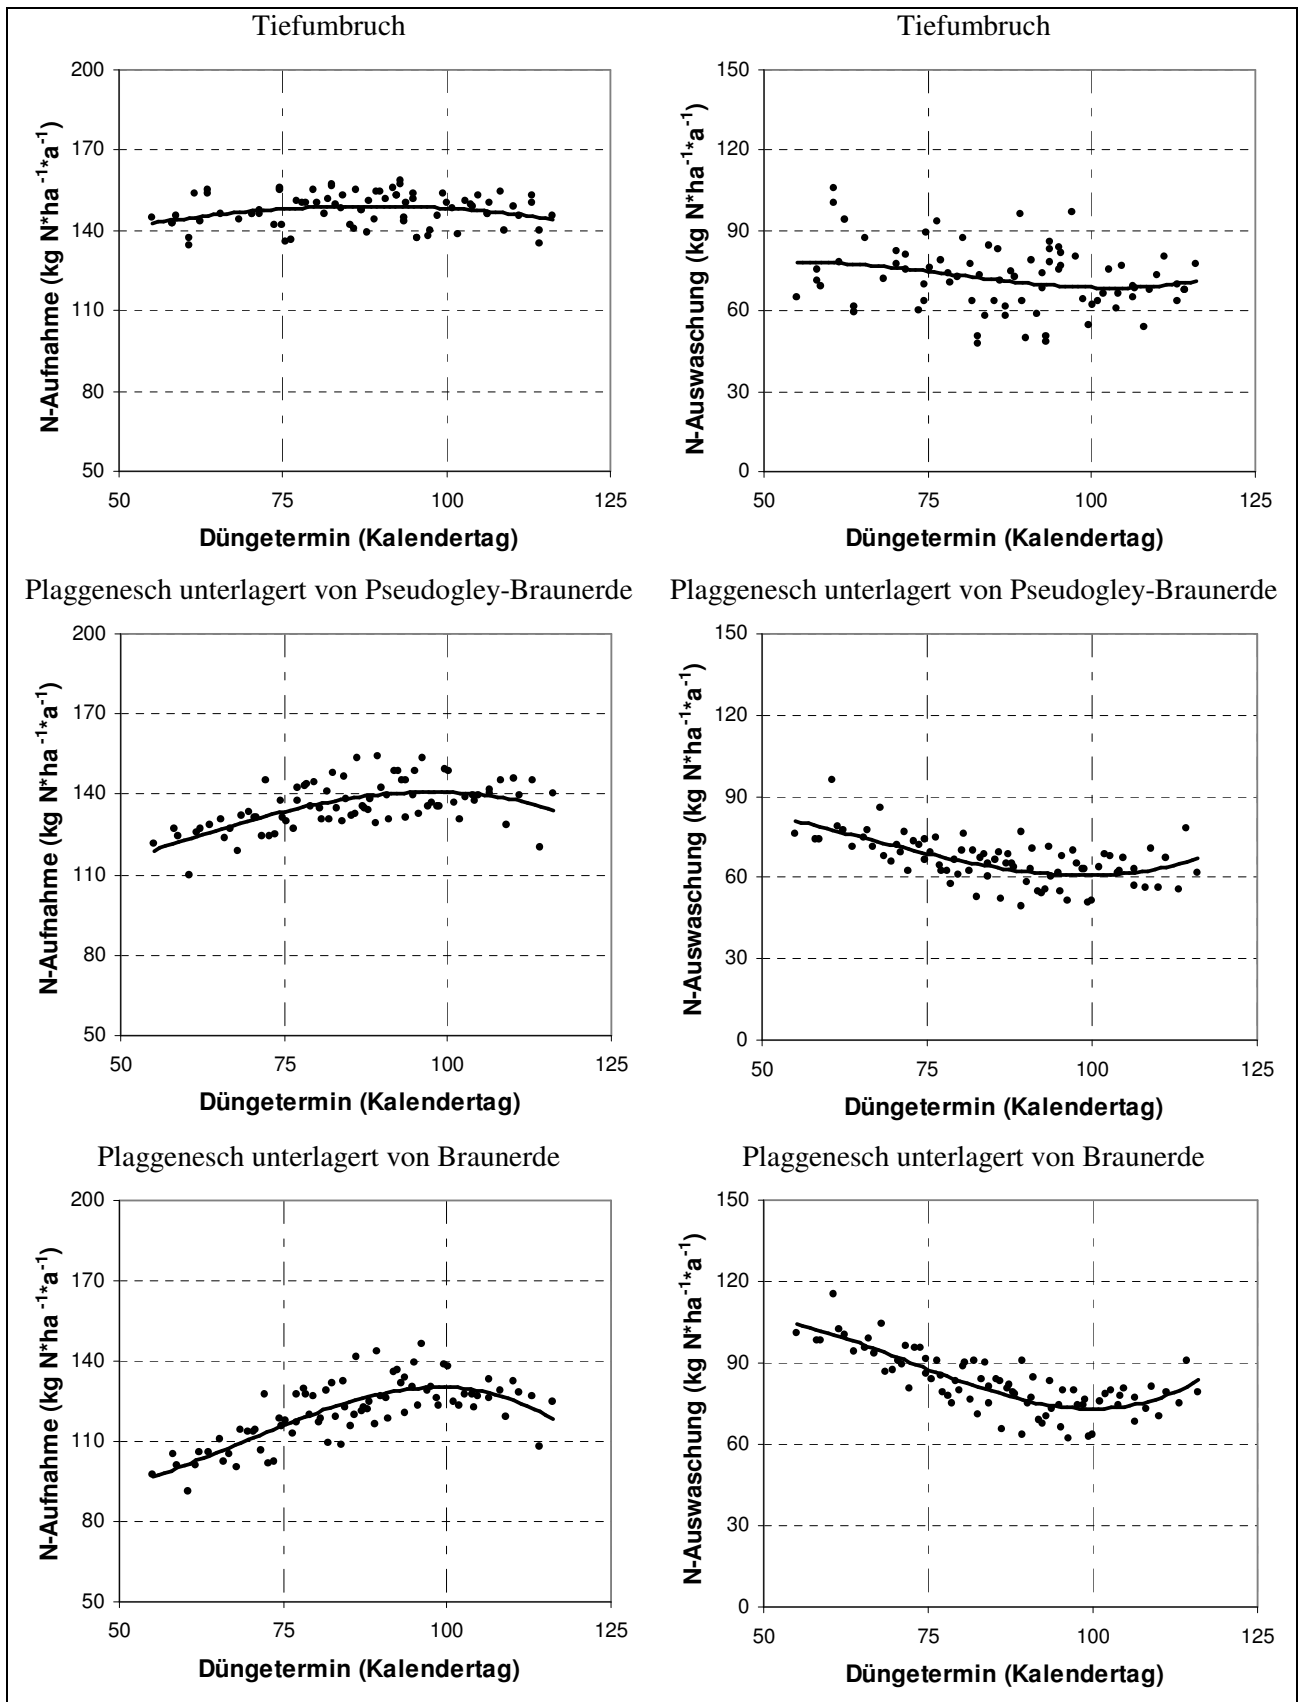 Tiefumbruch
200
170
140
110
80
50
50 75 100 125
N-Aufnahme (kg N*ha-1*a-1)
Düngetermin (Kalendertag)
Tiefumbruch
150
120
90
60
30
0
50 75 100 125
N-Auswaschung (kg N*ha-1*a-1)
Düngetermin (Kalendertag)
Plaggenesch unterlagert von Pseudogley-Braunerde
200
170
140
110
80
50
50 75 100 125
N-Aufnahme (kg N*ha-1*a-1)
Düngetermin (Kalendertag)
Plaggenesch unterlagert von Pseudogley-Braunerde
150
120
90
60
30
0
50 75 100 125
N-Auswaschung (kg N*ha-1*a-1)
Düngetermin (Kalendertag)
Plaggenesch unterlagert von Braunerde
200
170
140
110
80
50
50 75 100 125
N-Aufnahme (kg N*ha-1*a-1)
Düngetermin (Kalendertag)
Plaggenesch unterlagert von Braunerde
150
120
90
60
30
0
50 75 100 125
N-Auswaschung (kg N*ha-1*a-1)
Düngetermin (Kalendertag)